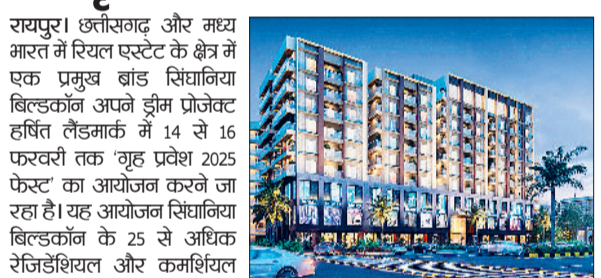 रायपुर। छत्तीसगढ़ और मध्य
भारत में रियल एस्टेट के क्षेत्र में
एक प्रमुख ब्रांड सिंघानिया
बिल्डकॉन अपने ड्रीम प्रोजेक्ट
हर्षित लैंडमार्क में 14 से 16
फरवरी तक 'गृह प्रवेश 2025
फेस्ट' का आयोजन करने जा
रहा है। यह आयोजन सिंघानिया
बिल्डकॉन के 25 से अधिक
रेजिडेंशियल और कमर्शियल